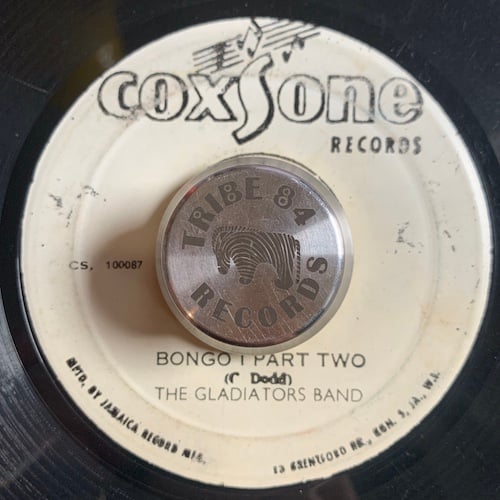 coxsone
RECORDS
TRIBE 84
RECORDS
CS. 100087
BONGO I PART TWO
(C Dodd)
THE GLADIATORS BAND
MFTD. BY JAMAICA RECORD MFG.
13 BRENTFORD RD., KGN. 5, JA., W.I.